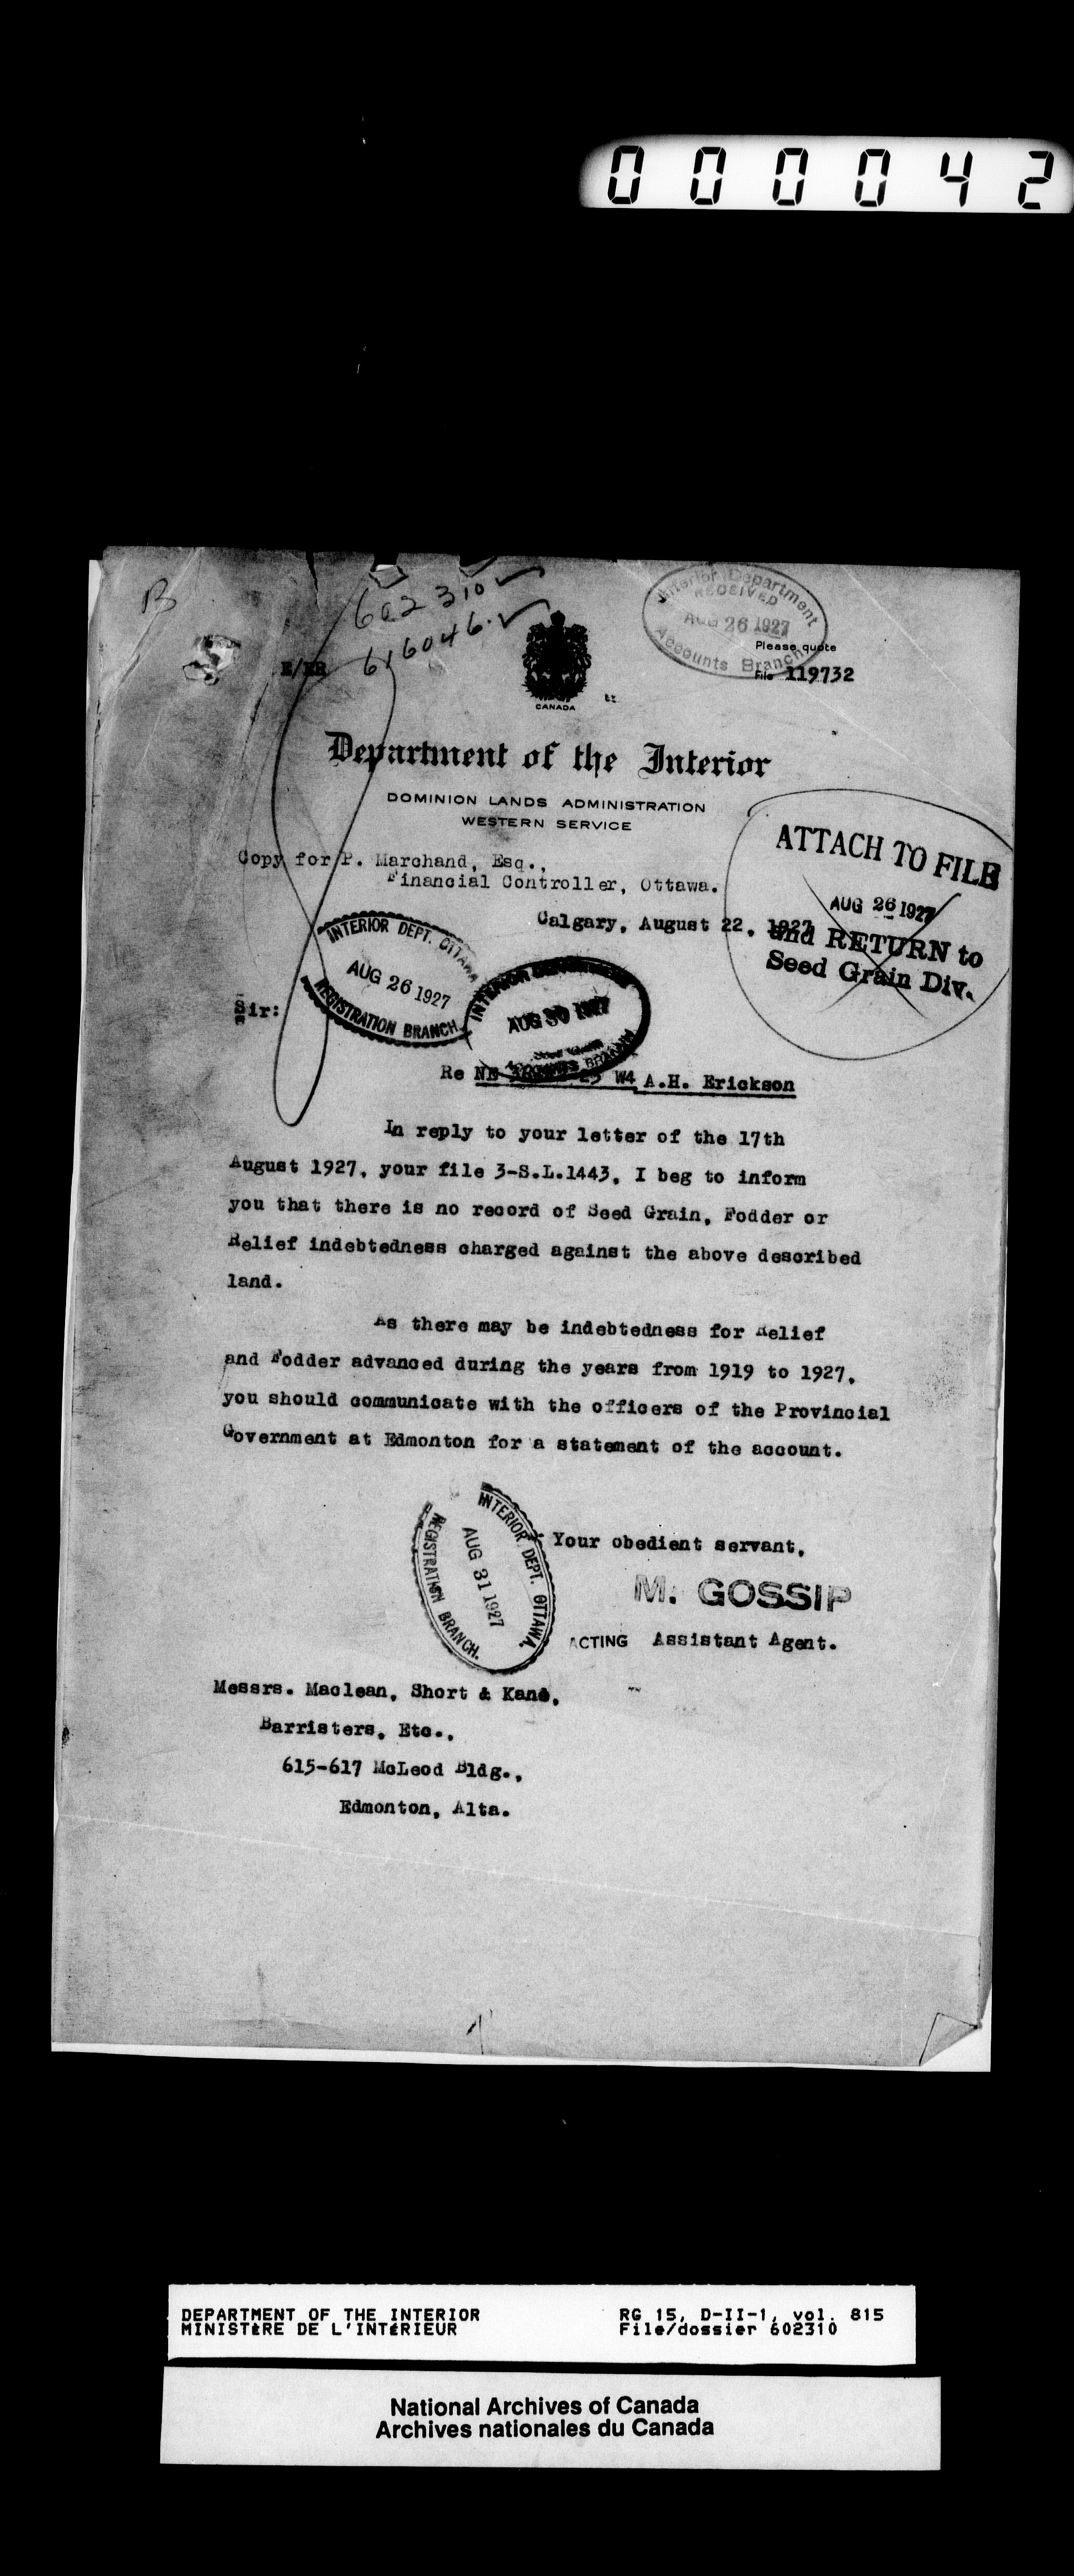 000042
B
602310
616046.
Interior Department
RECEIVED
AUG 26 1927
Accounts Branch
Please quote
File 119732
E/ER
CANADA
Department of the Interior
DOMINION LANDS ADMINISTRATION
WESTERN SERVICE
Copy for P. Marchand, Esq.,
Financial Controller, Ottawa.
ATTACH TO FILE
AUG 26 1927
and RETURN to
Seed Grain Div.
Calgary, August 22, 1927
INTERIOR DEPT. OTTAWA
AUG 26 1927
REGISTRATION BRANCH
INTERIOR
AUG 30 1927
BRANCH
Sir:
Re NE W4 A.H. Erickson
In reply to your letter of the 17th
August 1927, your file 3-S.L.1443, I beg to inform
you that there is no record of Seed Grain, Fodder or
Relief indebtedness charged against the above described
land.
As there may be indebtedness for Relief
and Fodder advanced during the years from 1919 to 1927,
you should communicate with the officers of the Provincial
Government at Edmonton for a statement of the account.
INTERIOR DEPT. OTTAWA.
AUG 31 1927
REGISTRATION BRANCH.
Your obedient servant,
M. GOSSIP
ACTING Assistant Agent.
Messrs. Maclean, Short & Kane,
Barristers, Etc.,
615-617 McLeod Bldg.,
Edmonton, Alta.
DEPARTMENT OF THE INTERIOR
MINISTÈRE DE L'INTÉRIEUR
RG 15, D-II-1, vol. 815
File/dossier 602310
National Archives of Canada
Archives nationales du Canada